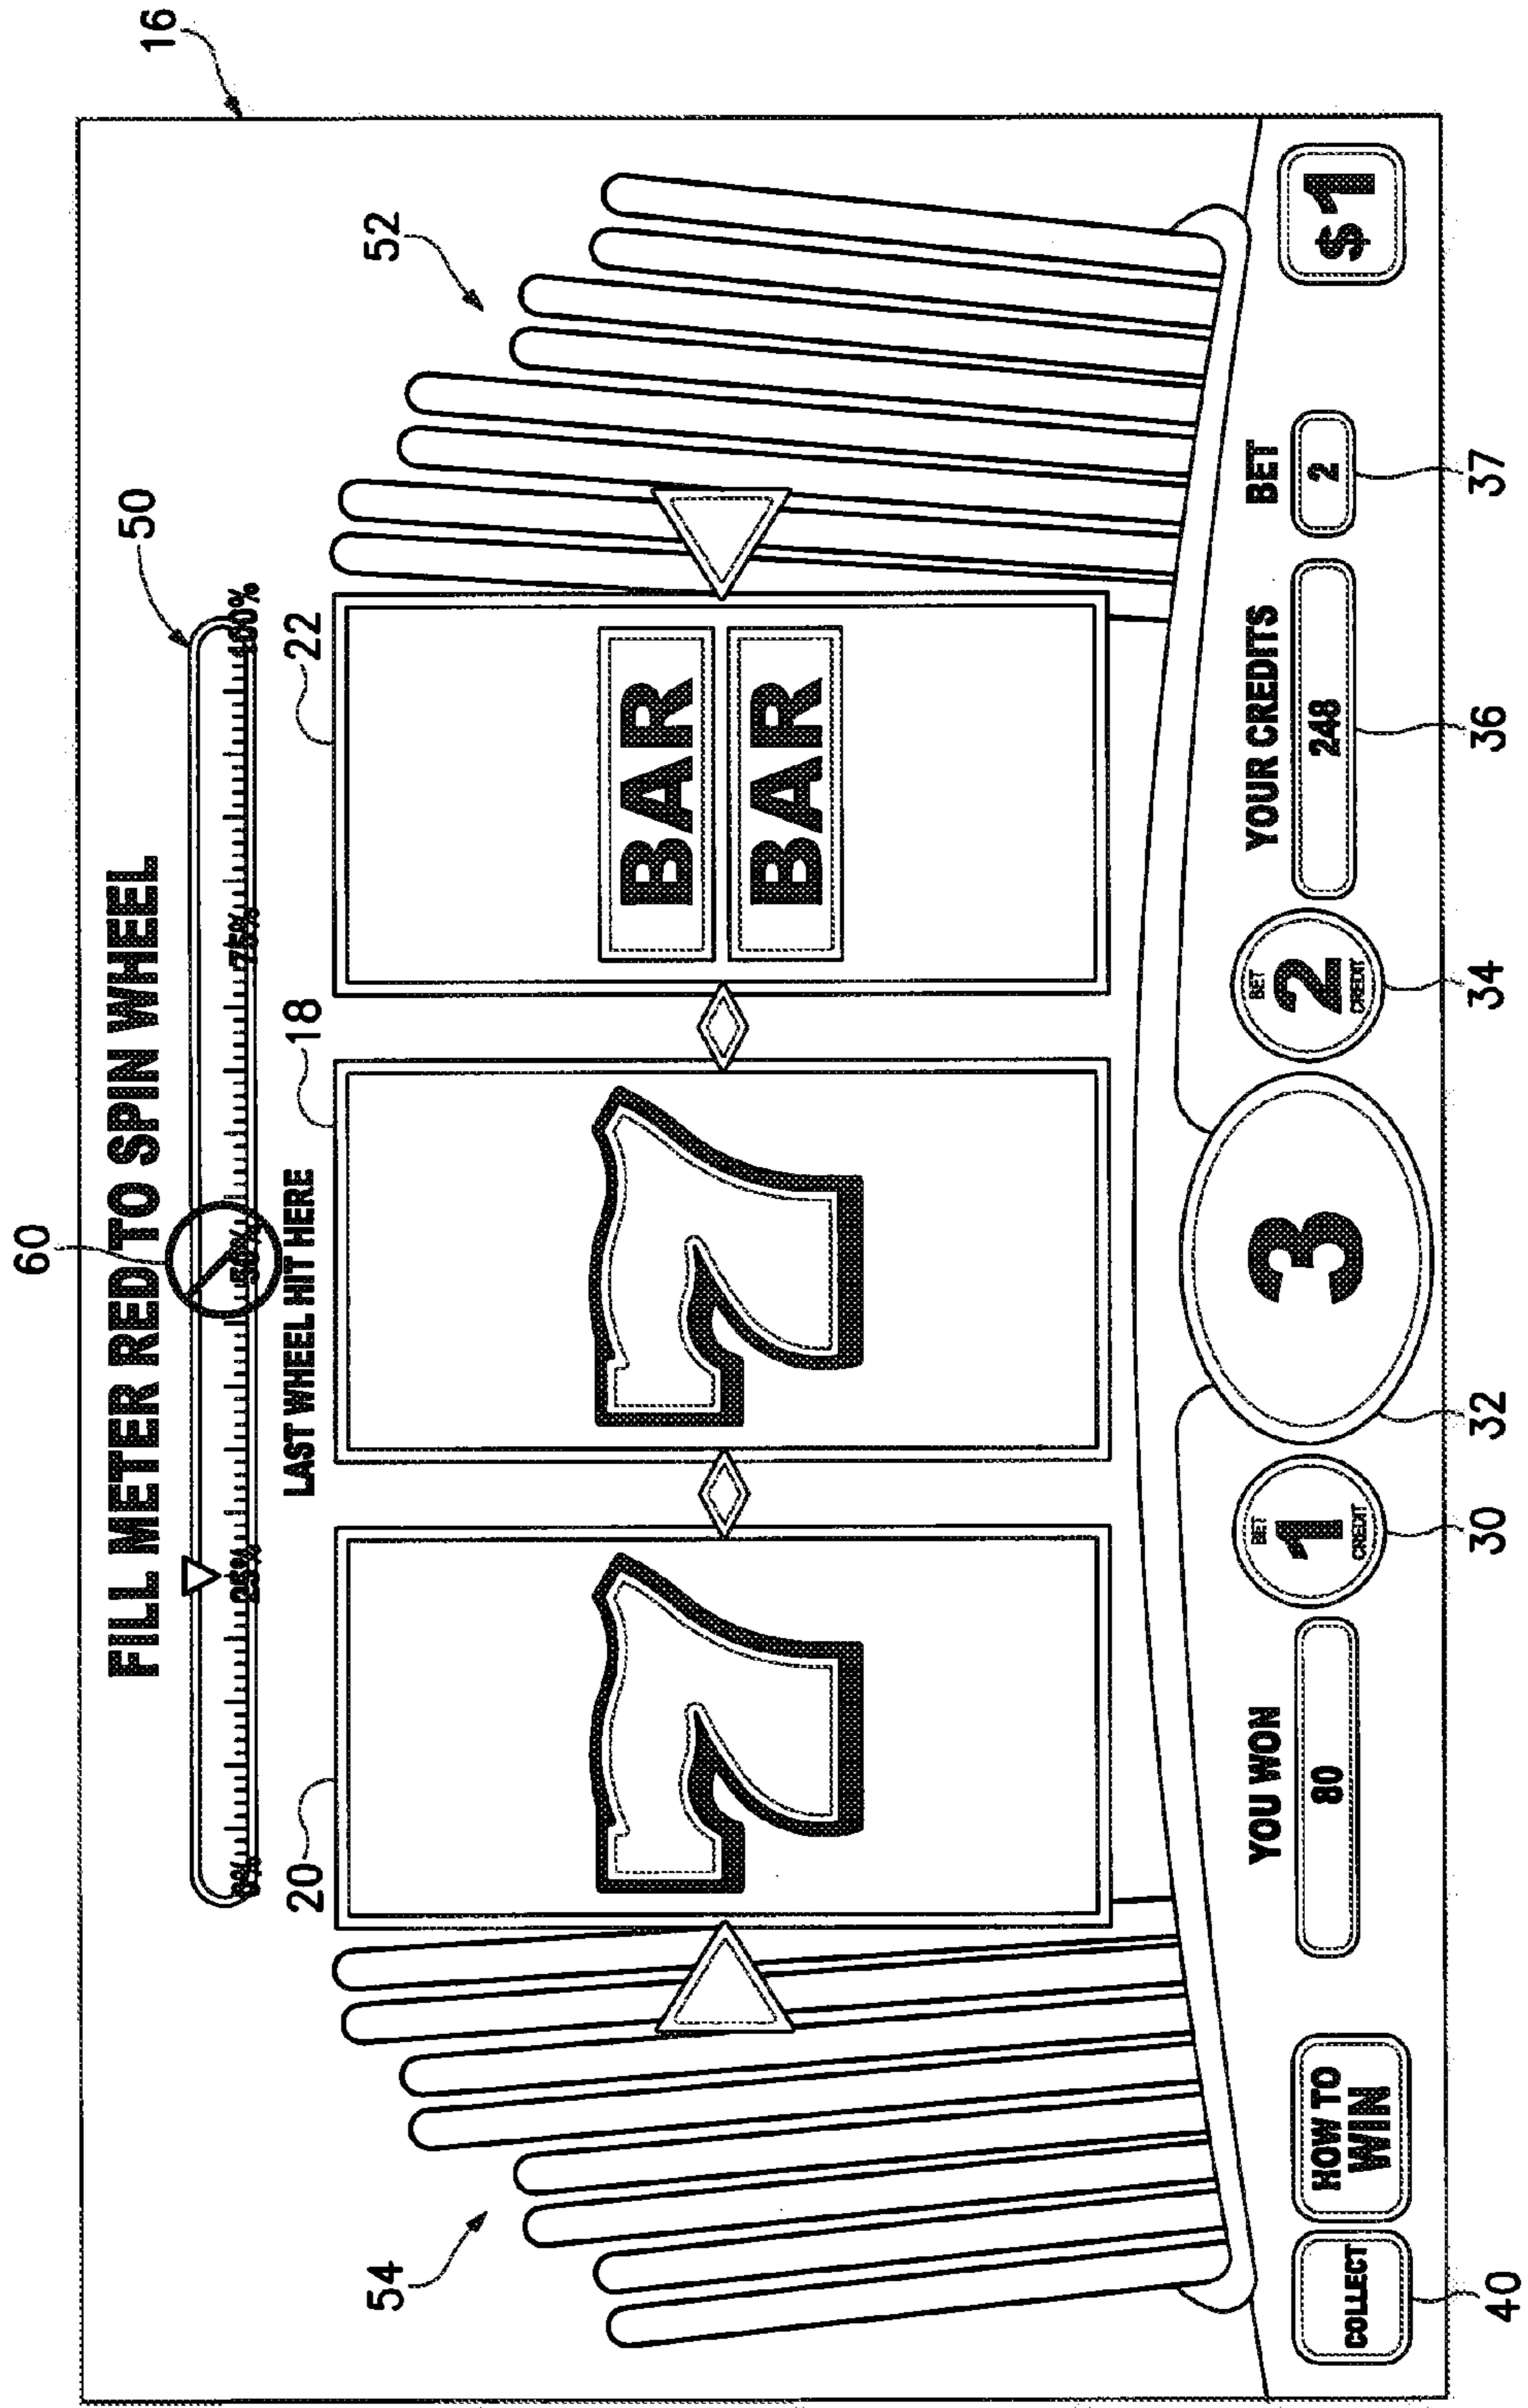 16
60
FILL METER RED TO SPIN WHEEL
50
0% 25% 50% 75% 100%
LAST WHEEL HIT HERE
20 18 22
54 52
7 7 BAR
BAR
YOU WON
80
BET
1
CREDIT
3
BET
2
CREDIT
YOUR CREDITS
248
BET
2
$1
COLLECT
HOW TO
WIN
40 30 32 34 36 37